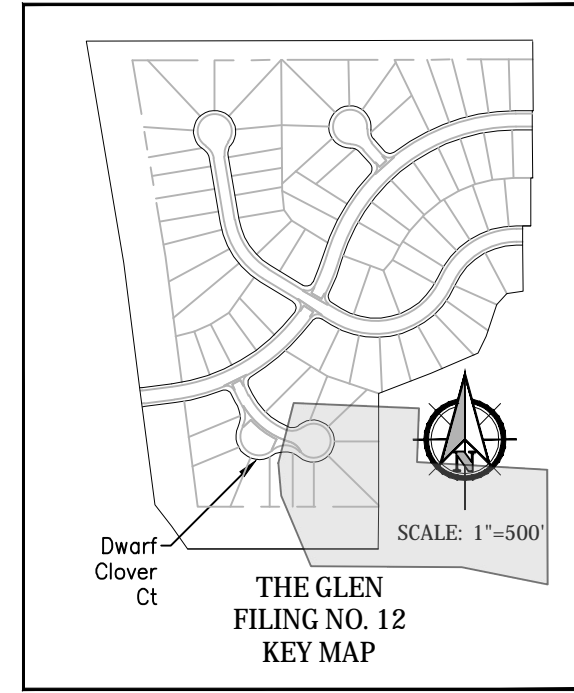 N
SCALE: 1"=500'
Dwarf
Clover
Ct
THE GLEN
FILING NO. 12
KEY MAP